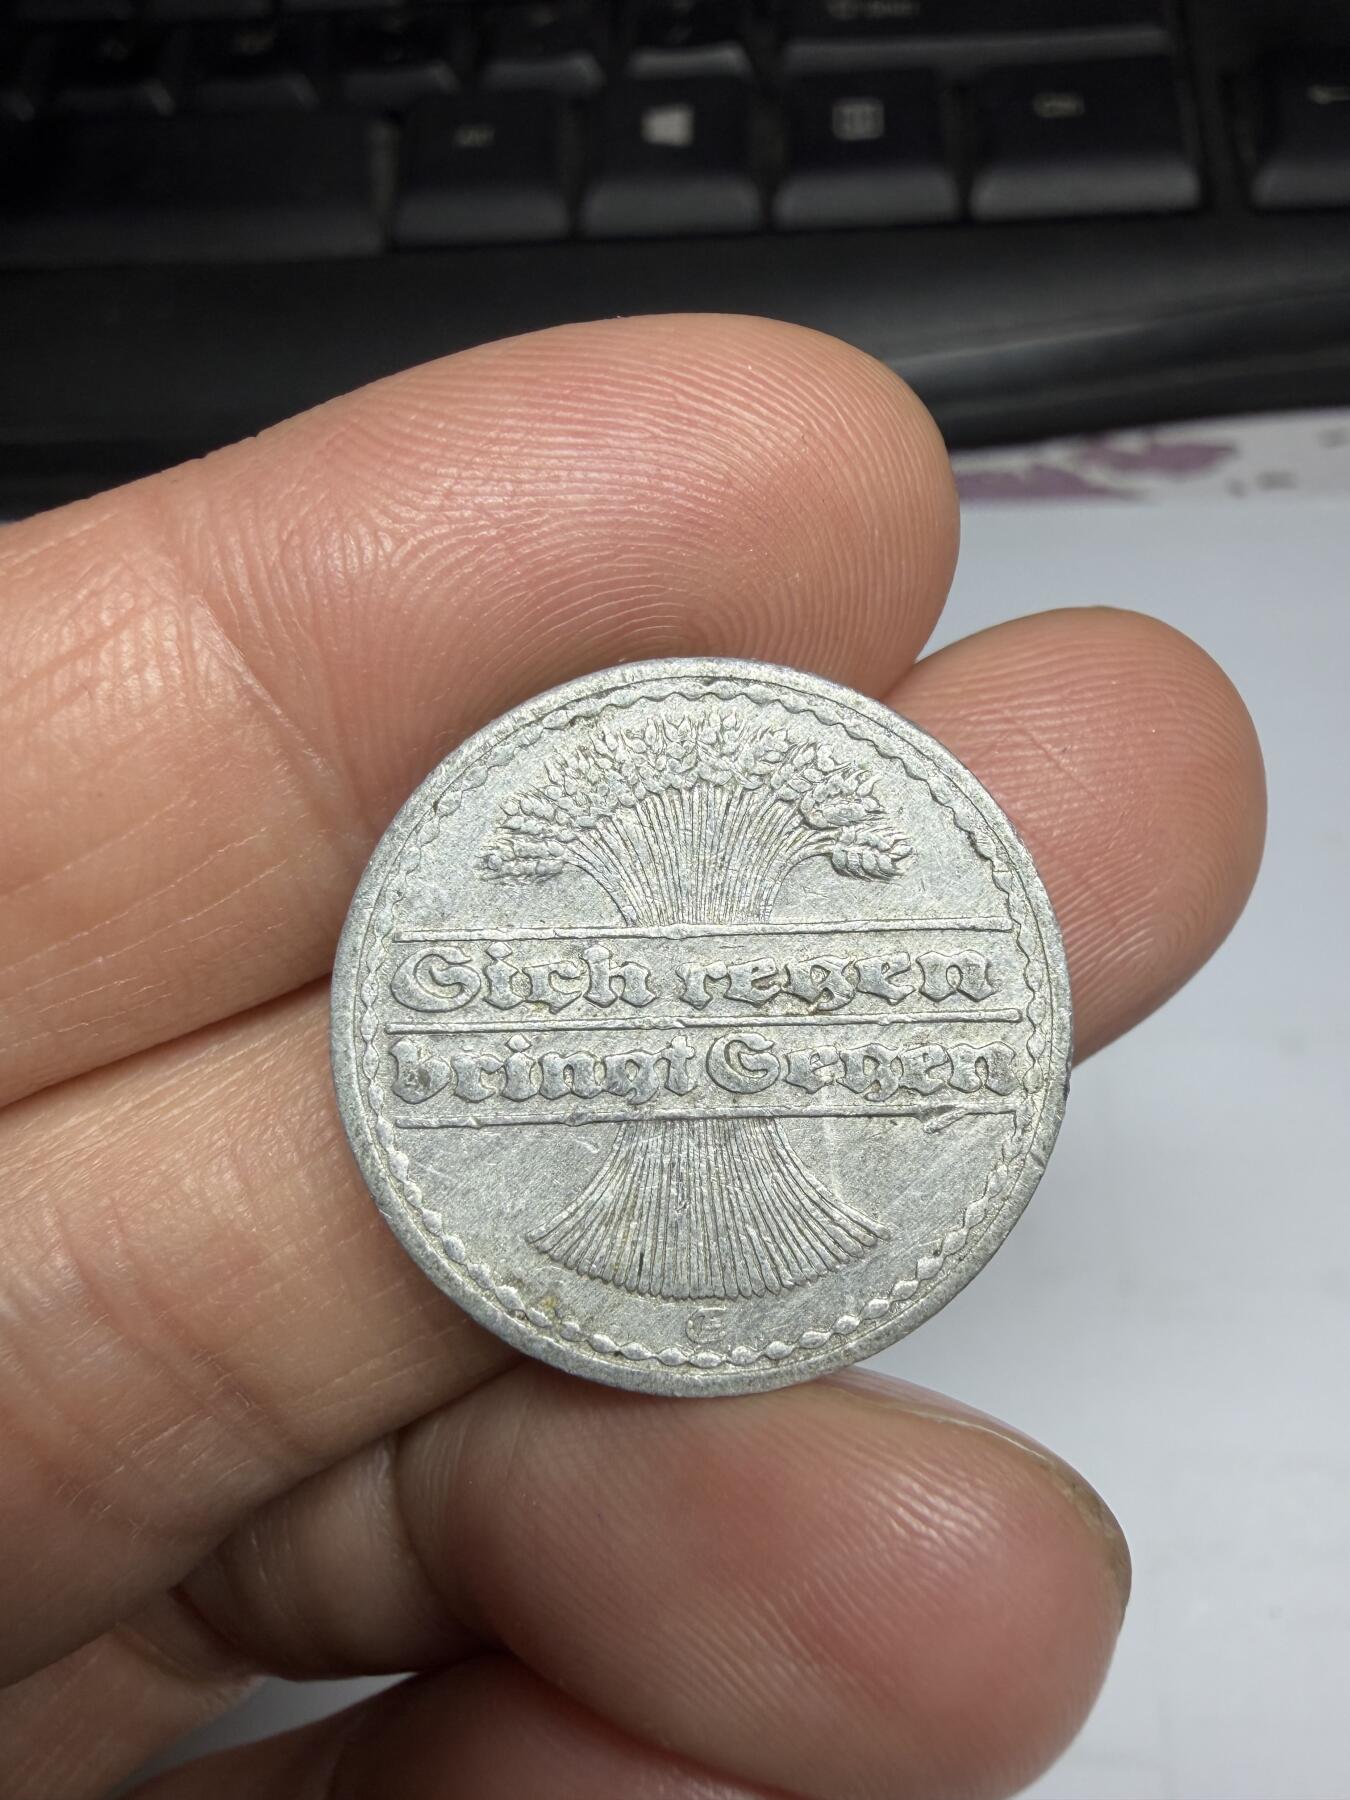 Sich regen
bringt Segen
E